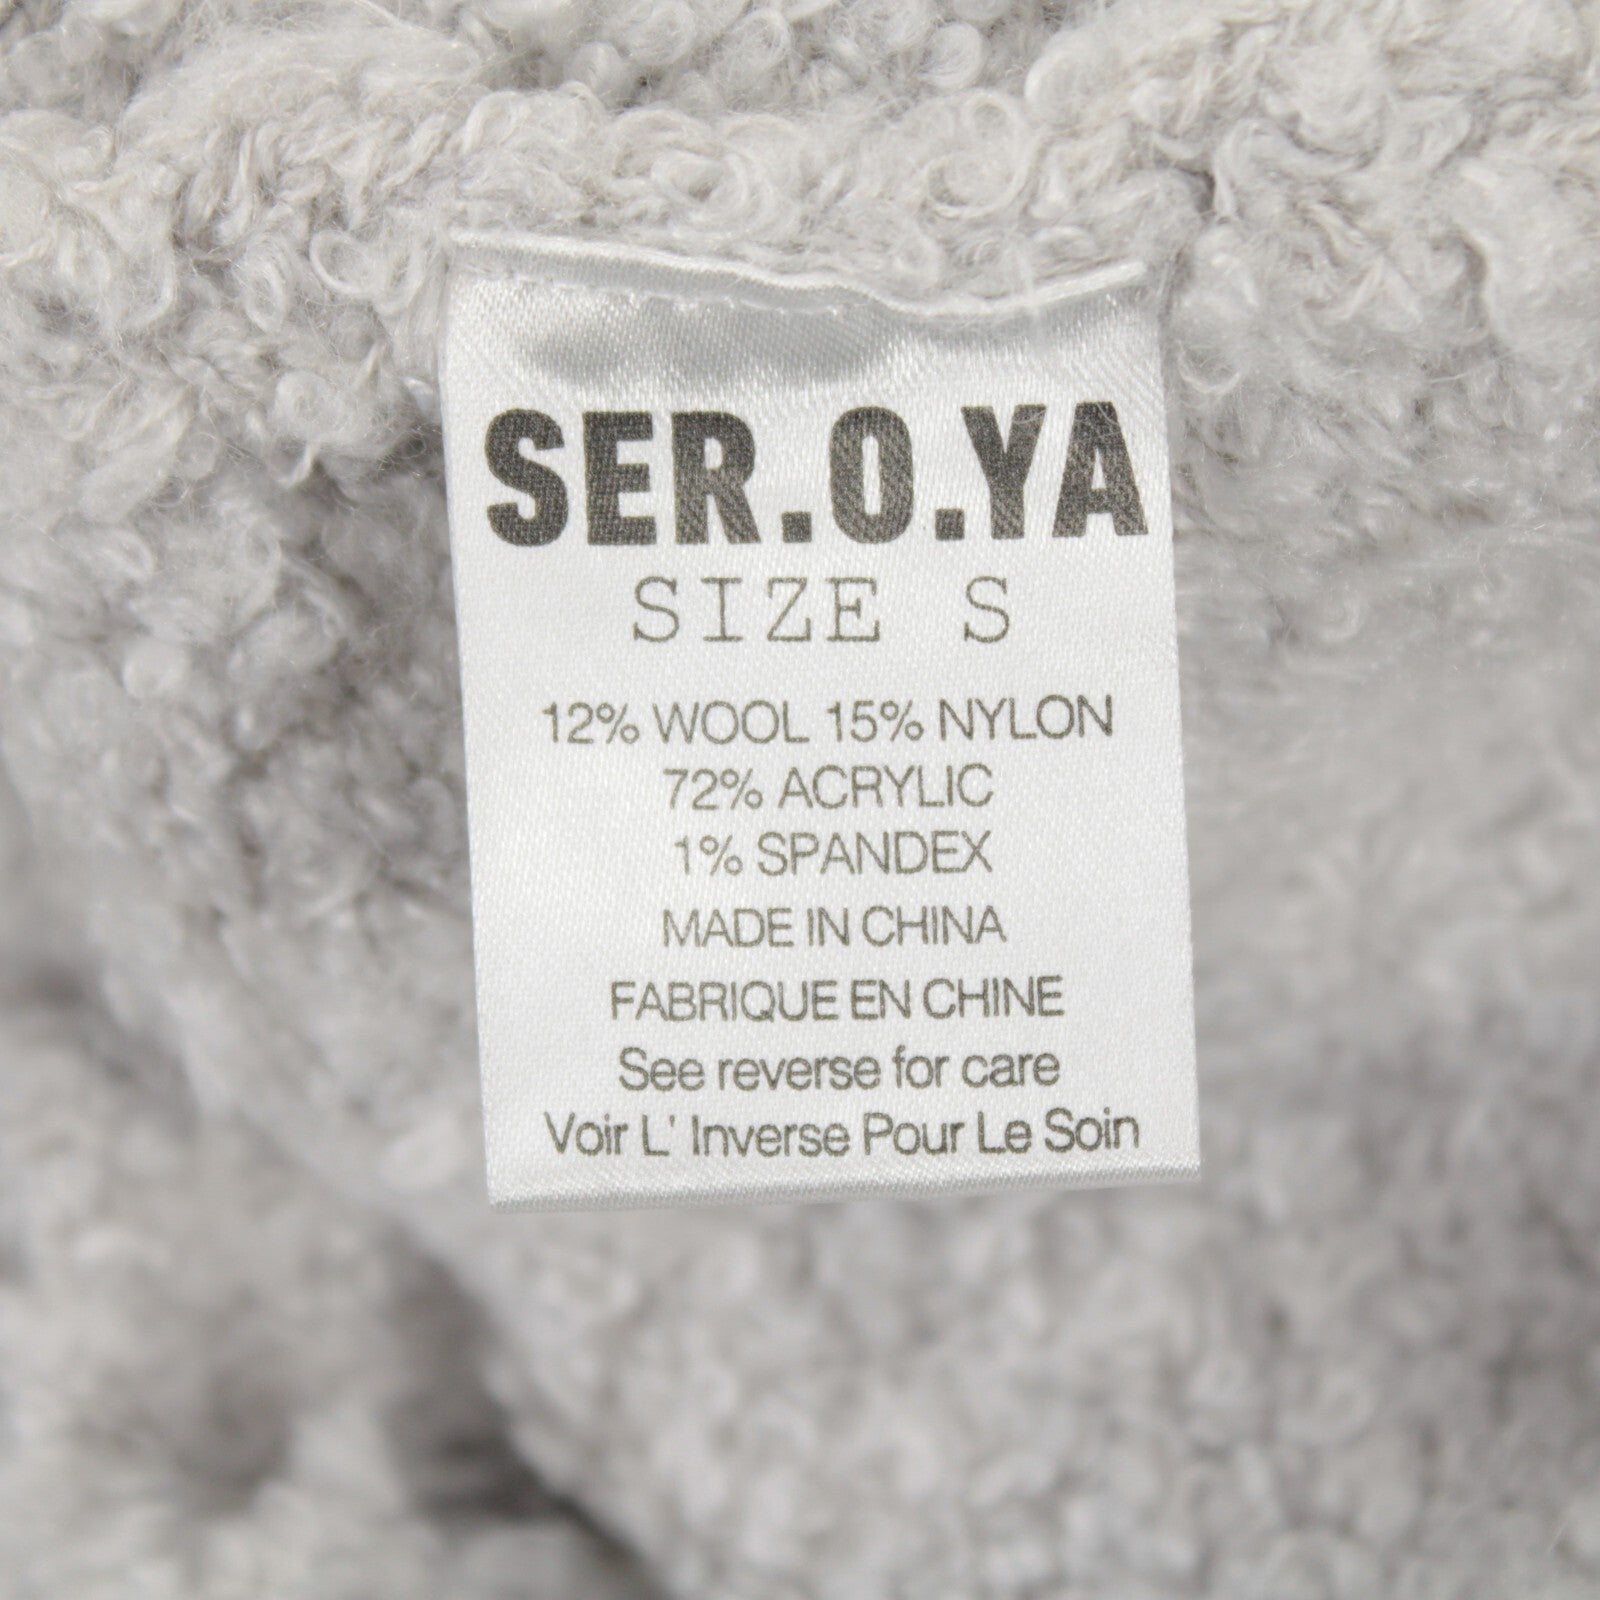 SER.O.YA
SIZE S
12% WOOL 15% NYLON
72% ACRYLIC
1% SPANDEX
MADE IN CHINA
FABRIQUE EN CHINE
See reverse for care
Voir L' Inverse Pour Le Soin